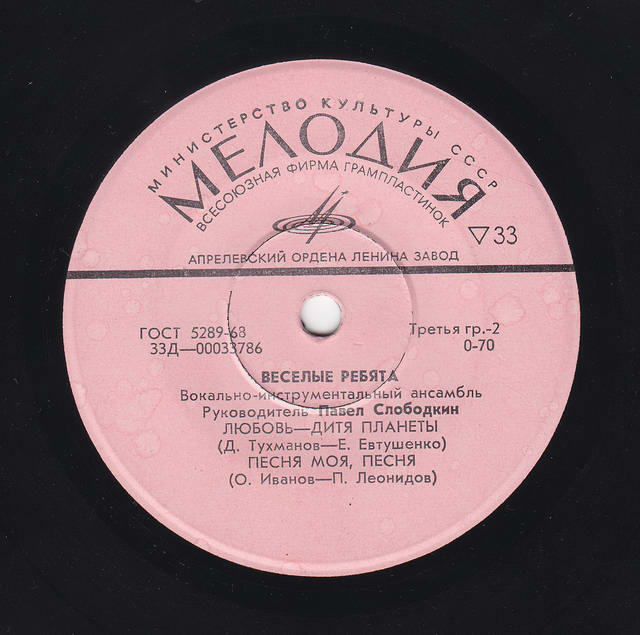 МИНИСТЕРСТВО КУЛЬТУРЫ СССР
МЕЛОДИЯ
ВСЕСОЮЗНАЯ ФИРМА ГРАМПЛАСТИНОК
▽33
АПРЕЛЕВСКИЙ ОРДЕНА ЛЕНИНА ЗАВОД
ГОСТ 5289-68 Третья гр.-2
33Д—00033786 0-70
ВЕСЕЛЫЕ РЕБЯТА
Вокально-инструментальный ансамбль
Руководитель Павел Слободкин
ЛЮБОВЬ—ДИТЯ ПЛАНЕТЫ
(Д. Тухманов—Е. Евтушенко)
ПЕСНЯ МОЯ, ПЕСНЯ
(О. Иванов—П. Леонидов)